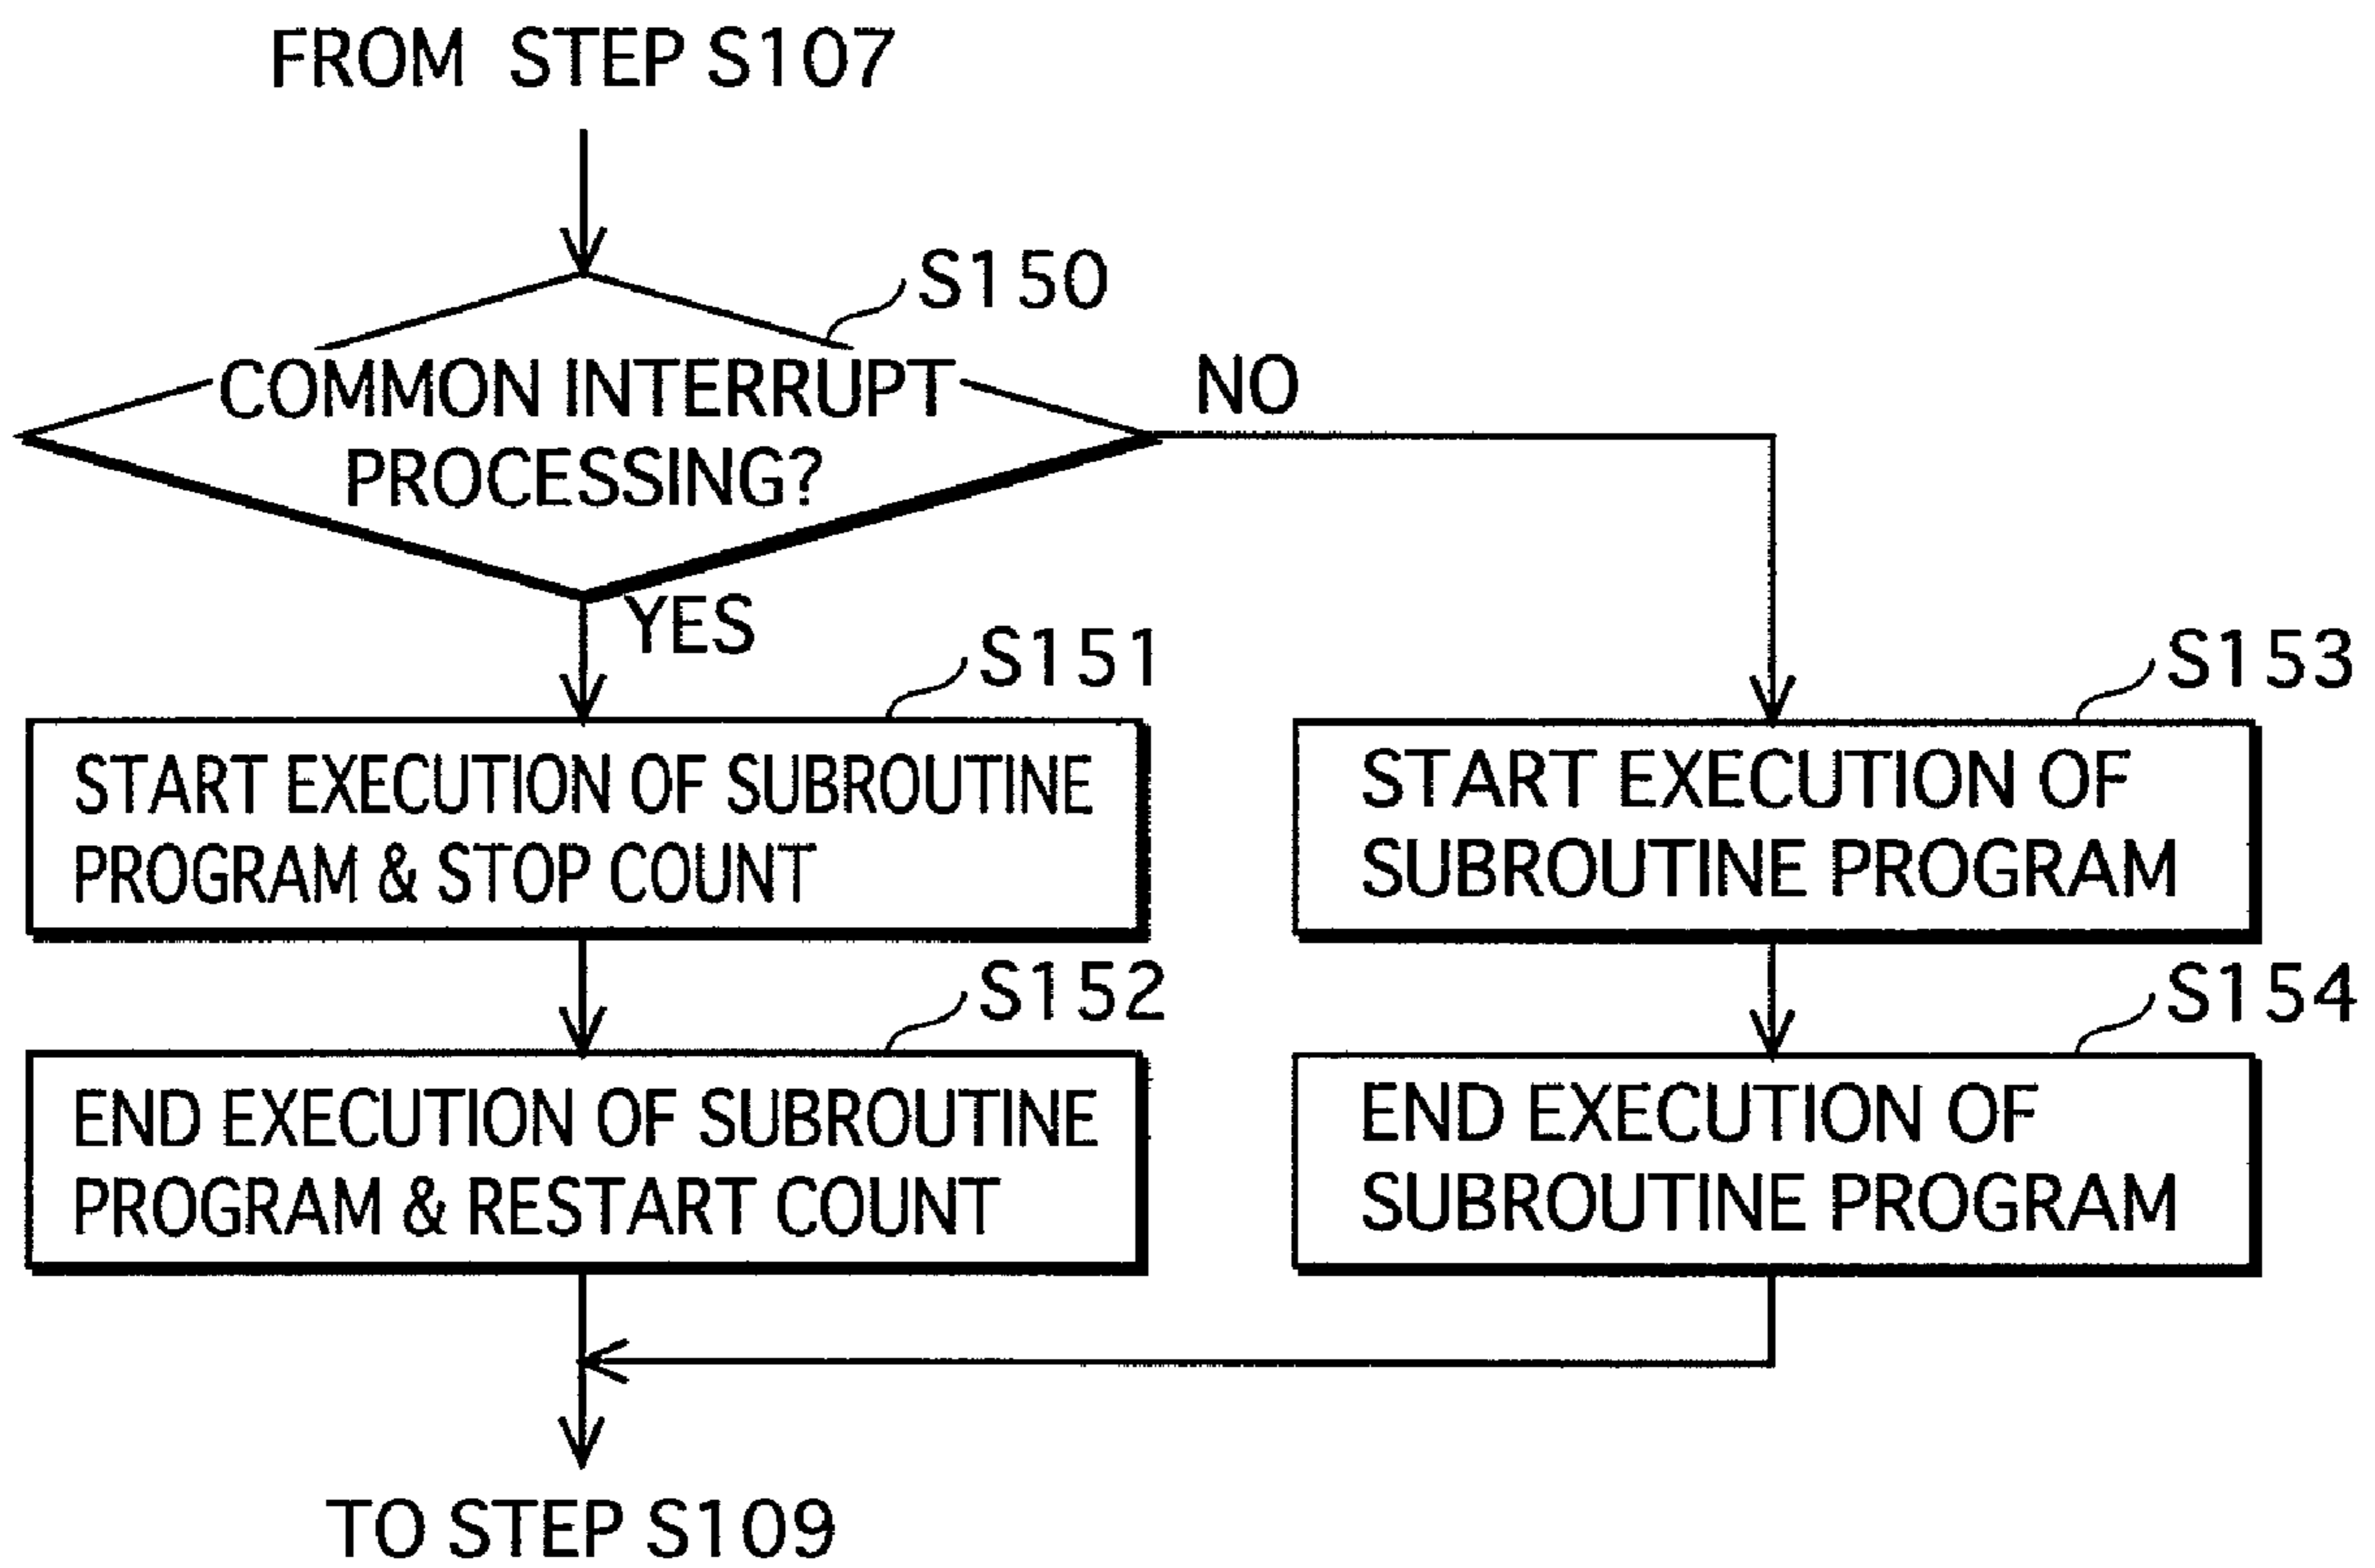 FROM STEP S107
S150
COMMON INTERRUPT
PROCESSING?
NO
YES
S151
START EXECUTION OF SUBROUTINE
PROGRAM & STOP COUNT
S153
START EXECUTION OF
SUBROUTINE PROGRAM
S152
END EXECUTION OF SUBROUTINE
PROGRAM & RESTART COUNT
S154
END EXECUTION OF
SUBROUTINE PROGRAM
TO STEP S109